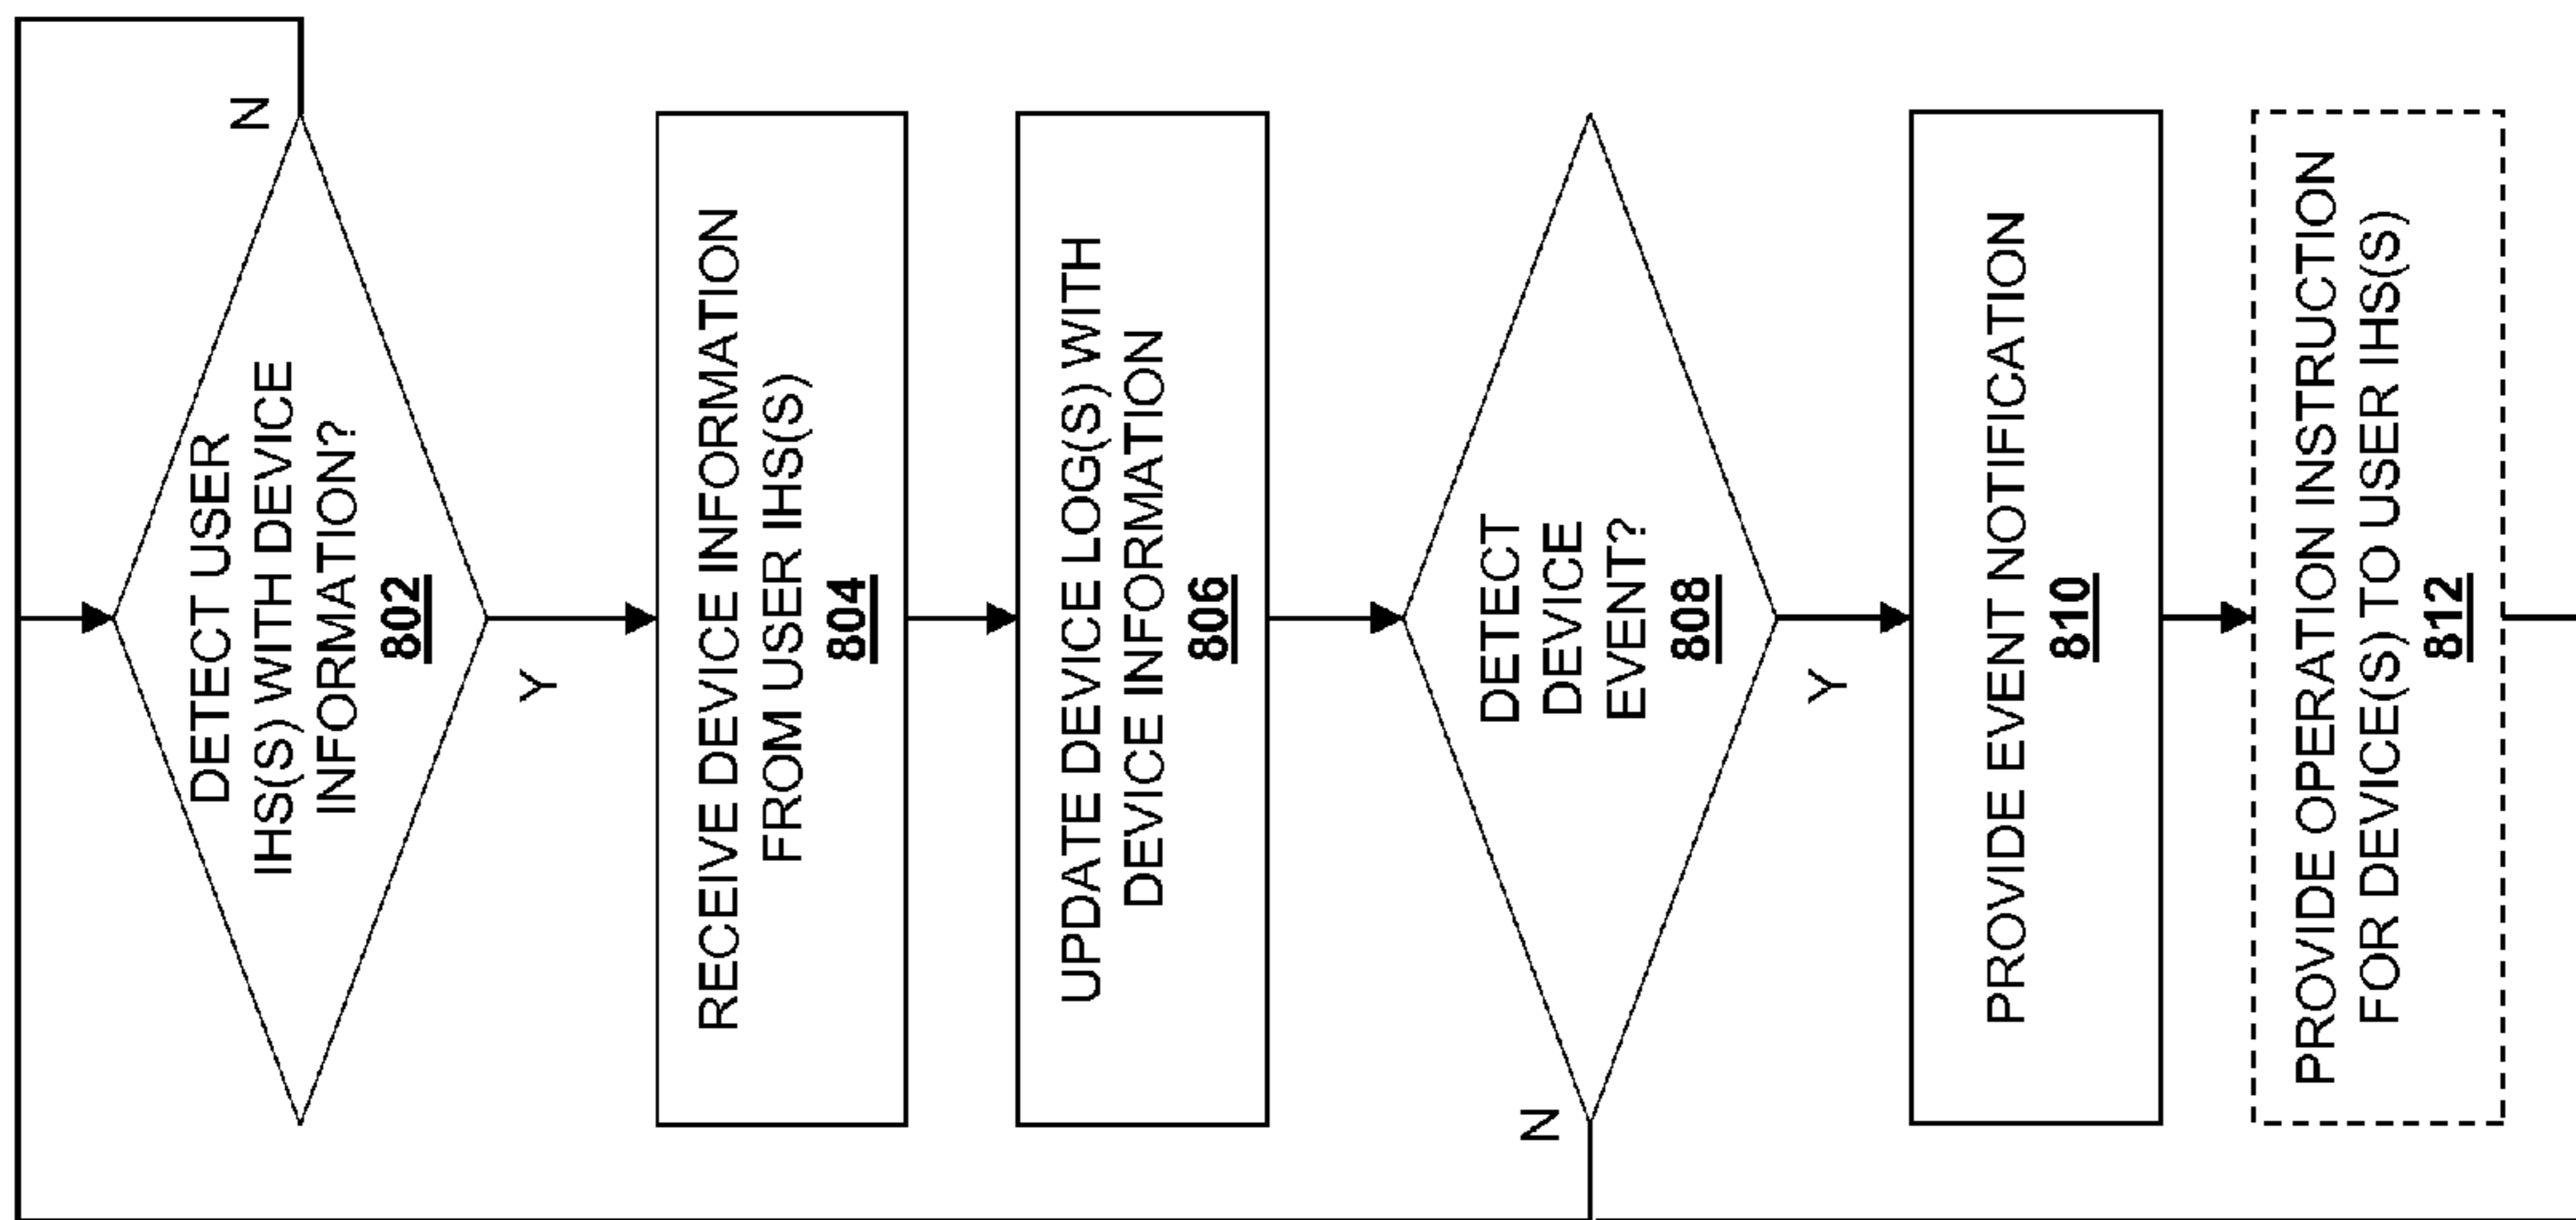 DETECT USER
IHS(S) WITH DEVICE
INFORMATION?
802
N
Y
RECEIVE DEVICE INFORMATION
FROM USER IHS(S)
804
UPDATE DEVICE LOG(S) WITH
DEVICE INFORMATION
806
N
DETECT
DEVICE
EVENT?
808
Y
PROVIDE EVENT NOTIFICATION
810
PROVIDE OPERATION INSTRUCTION
FOR DEVICE(S) TO USER IHS(S)
812